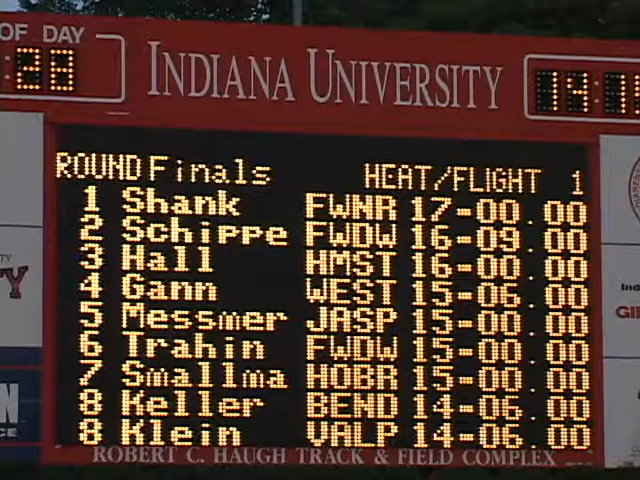 OF DAY
:28
INDIANA UNIVERSITY
ROUND Finals HEAT/FLIGHT 1
1 Shank FWNR 17-00.00
2 Schippe FWDW 16-09.00
3 Hall HMST 16-00.00
4 Gann WEST 15-06.00
5 Messmer JASP 15-00.00
6 Trahin FWDW 15-00.00
7 Smallma HOBR 15-00.00
8 Keller BEND 14-06.00
8 Klein VALP 14-06.00
ROBERT C. HAUGH TRACK & FIELD COMPLEX